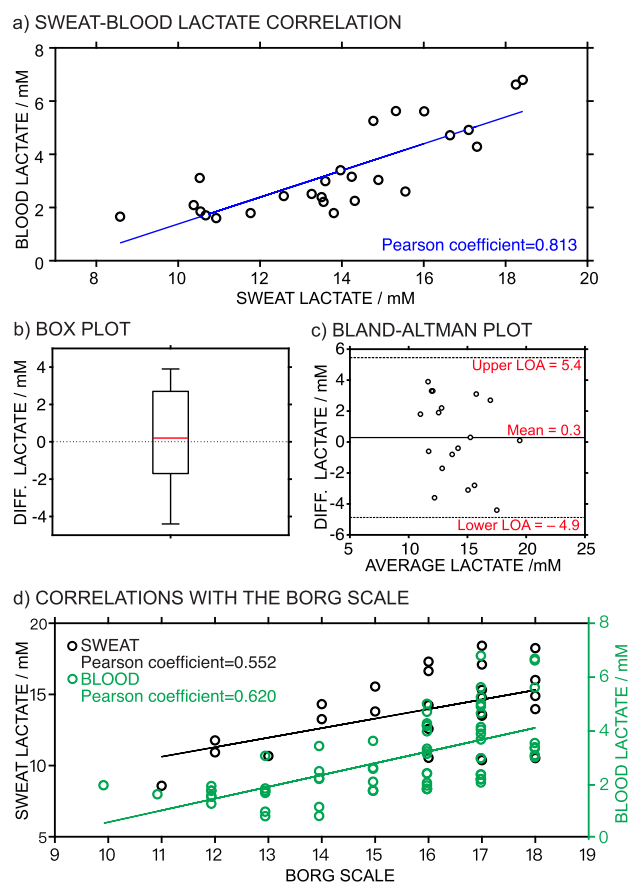 a) SWEAT-BLOOD LACTATE CORRELATION
BLOOD LACTATE / mM
8
6
4
2
0
Pearson coefficient=0.813
8 10 12 14 16 18 20
SWEAT LACTATE / mM
b) BOX PLOT
DIFF. LACTATE / mM
4
2
0
-2
-4
c) BLAND-ALTMAN PLOT
DIFF. LACTATE / mM
6
4
2
0
-2
-4
-6
Upper LOA = 5.4
Mean = 0.3
Lower LOA = – 4.9
5 10 15 20 25
AVERAGE LACTATE /mM
d) CORRELATIONS WITH THE BORG SCALE
SWEAT LACTATE / mM
20
15
10
5
SWEAT
Pearson coefficient=0.552
BLOOD
Pearson coefficient=0.620
8
6
4
2
0
BLOOD LACTATE / mM
9 10 11 12 13 14 15 16 17 18 19
BORG SCALE